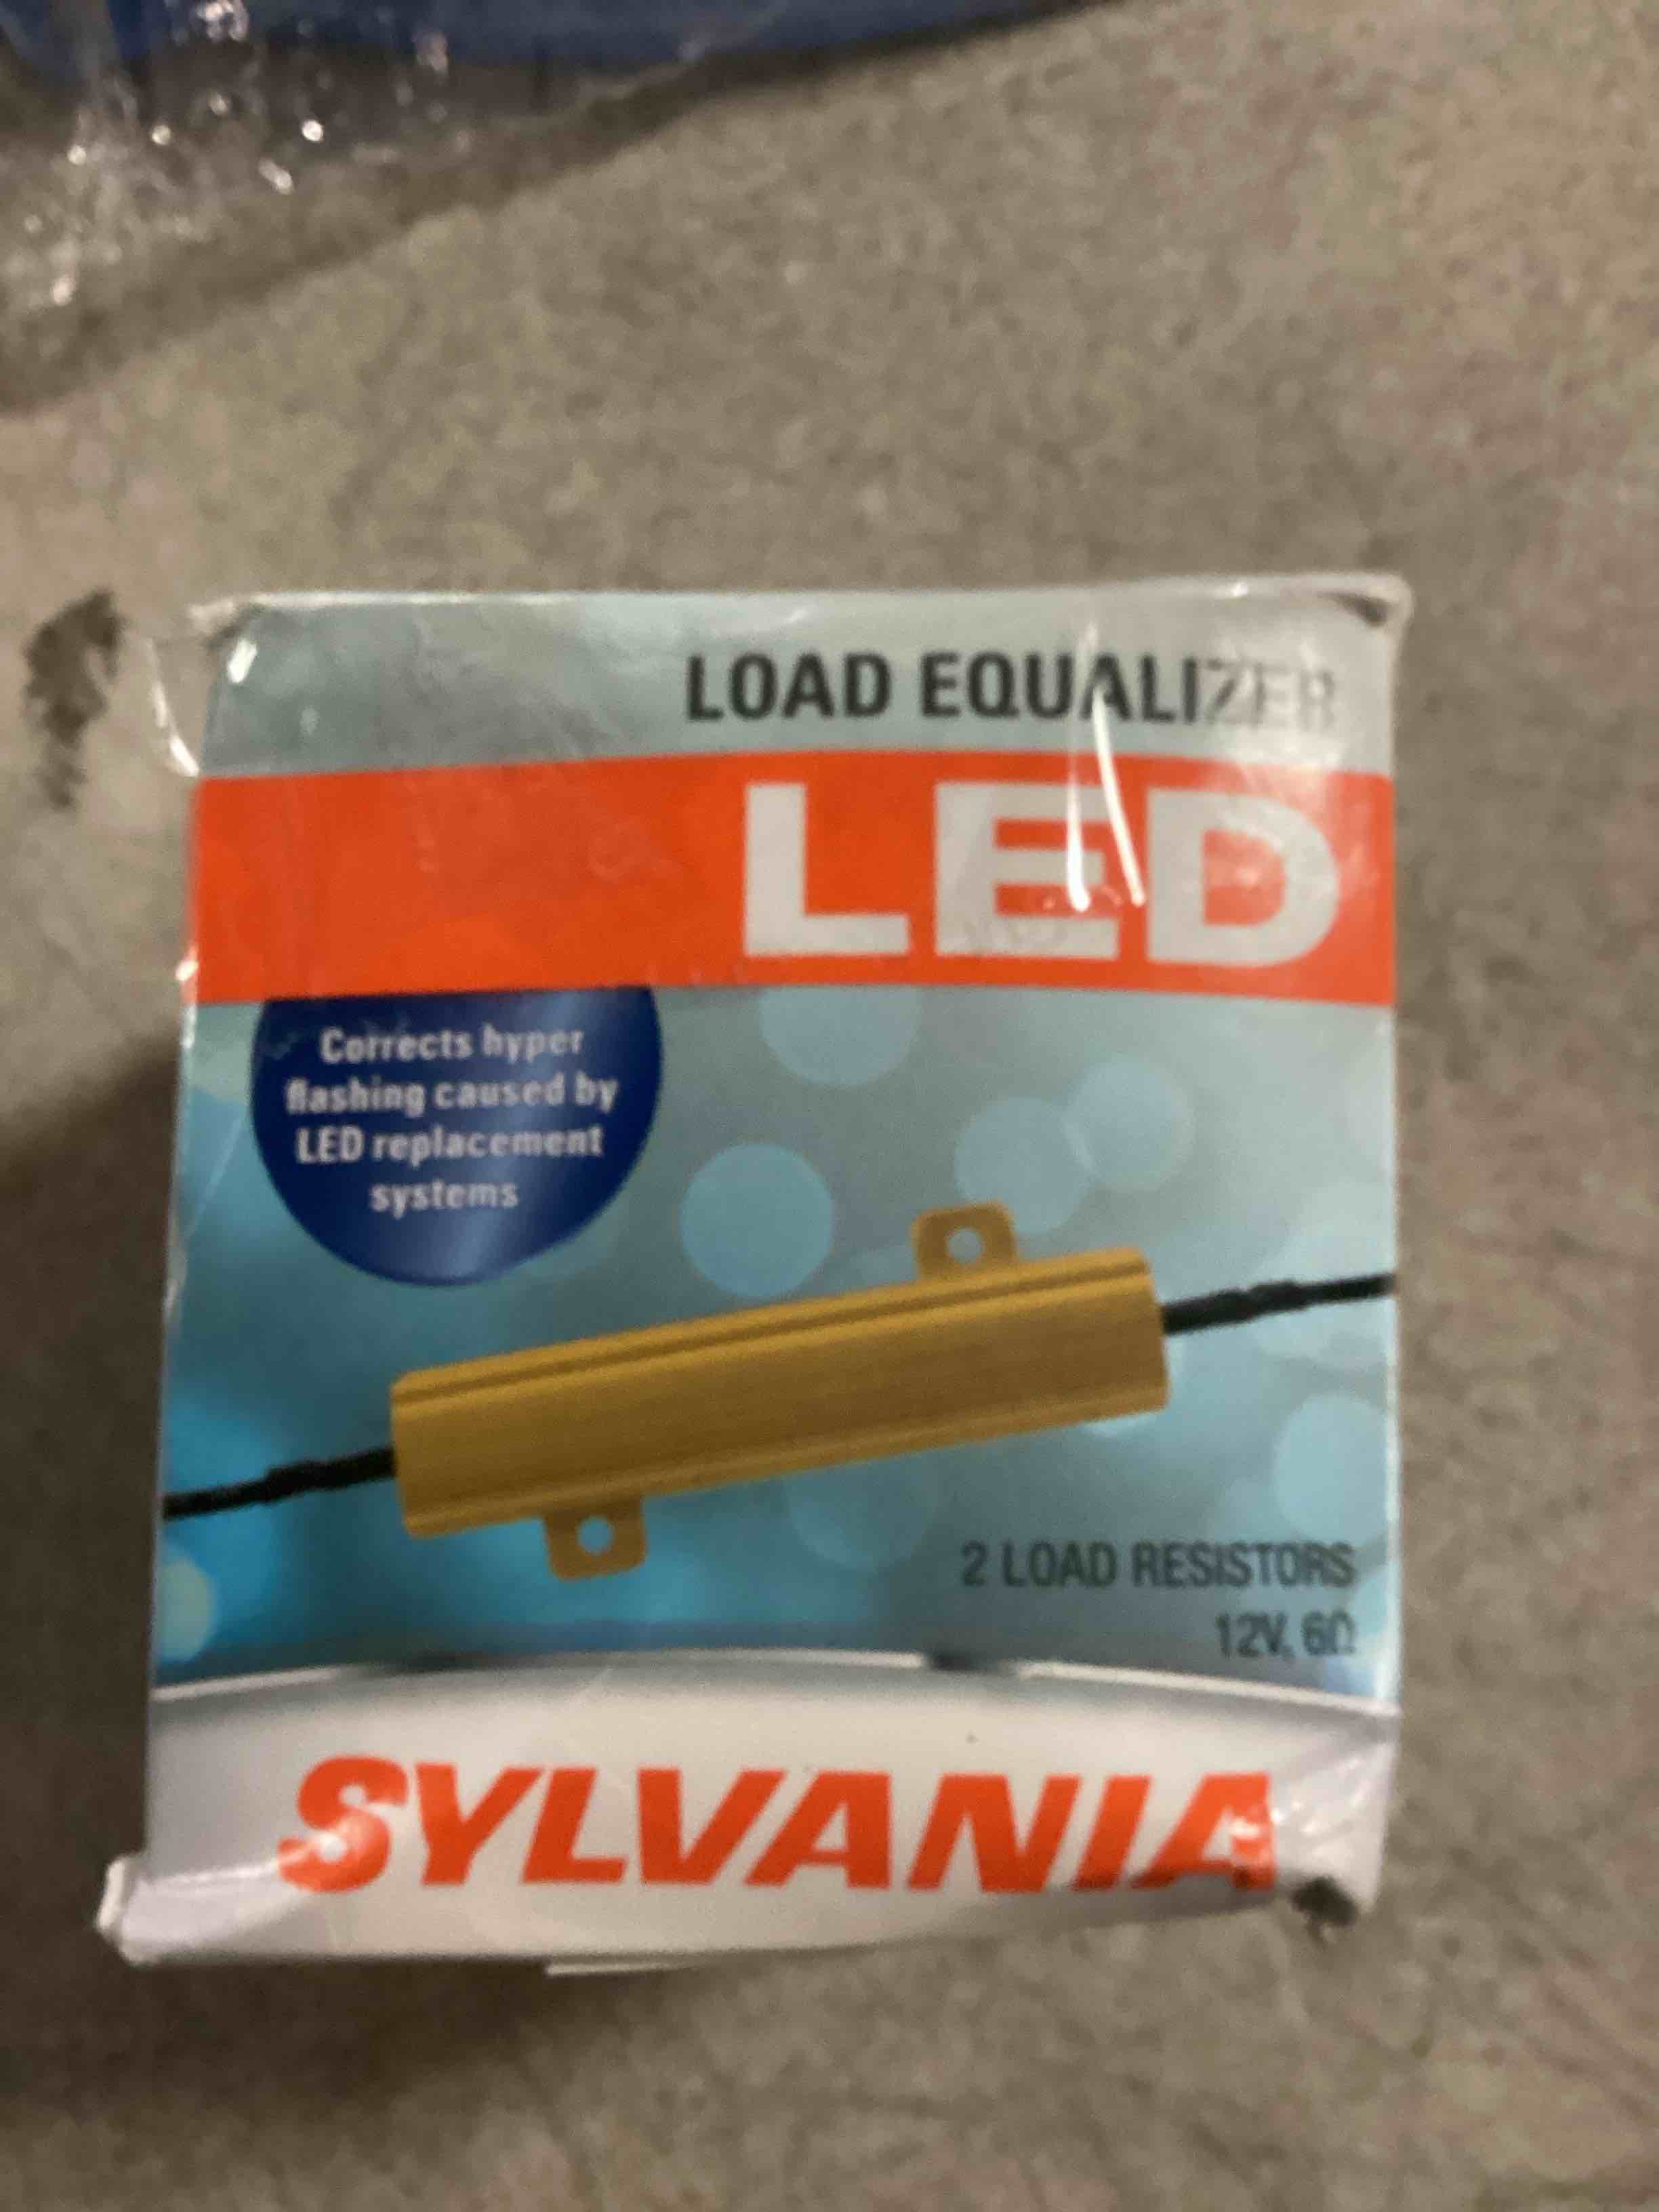 LOAD EQUALIZER
LED
Corrects hyper
flashing caused by
LED replacement
systems
2 LOAD RESISTORS
12V, 6Ω
SYLVANIA